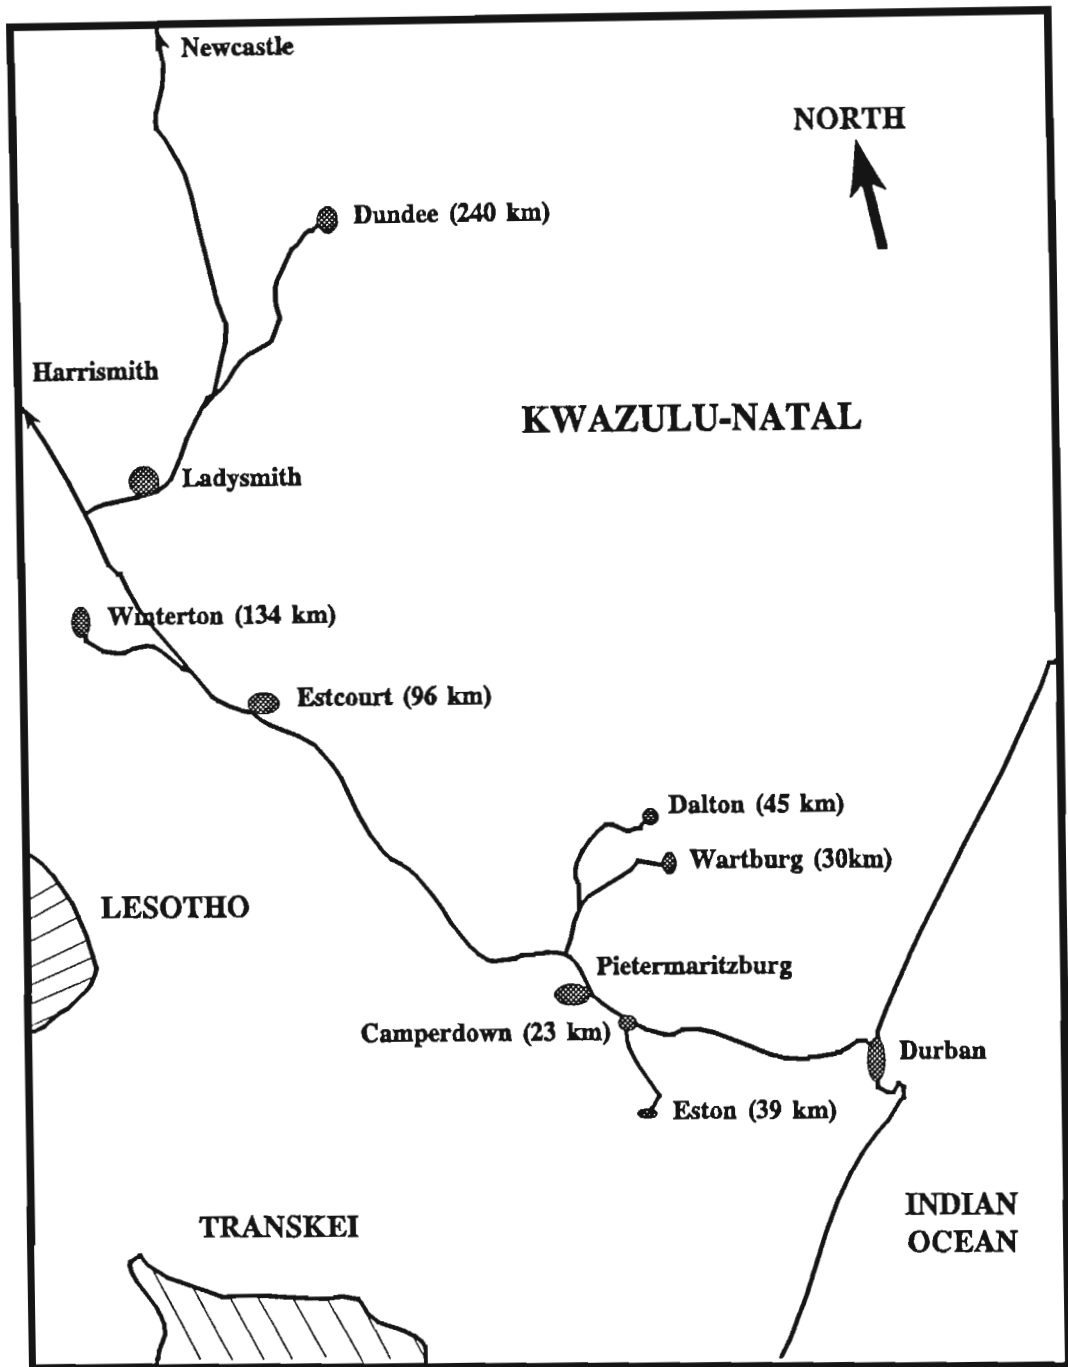 Newcastle
NORTH
Dundee (240 km)
Harrismith
KWAZULU-NATAL
Ladysmith
Winterton (134 km)
Estcourt (96 km)
Dalton (45 km)
Wartburg (30km)
LESOTHO
Pietermaritzburg
Camperdown (23 km)
Durban
Eston (39 km)
TRANSKEI
INDIAN
OCEAN